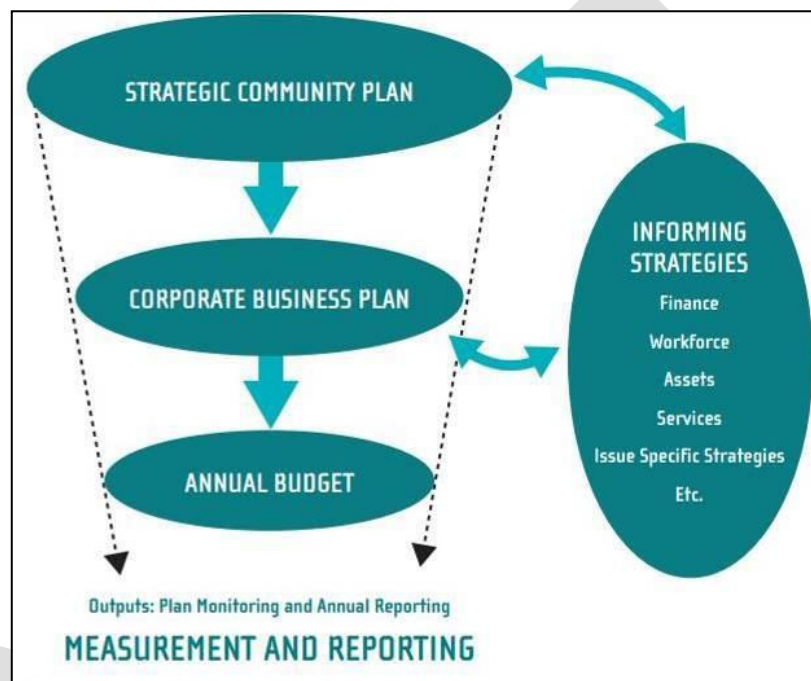 STRATEGIC COMMUNITY PLAN
CORPORATE BUSINESS PLAN
ANNUAL BUDGET
INFORMING
STRATEGIES
Finance
Workforce
Assets
Services
Issue Specific Strategies
Etc.
Outputs: Plan Monitoring and Annual Reporting
MEASUREMENT AND REPORTING